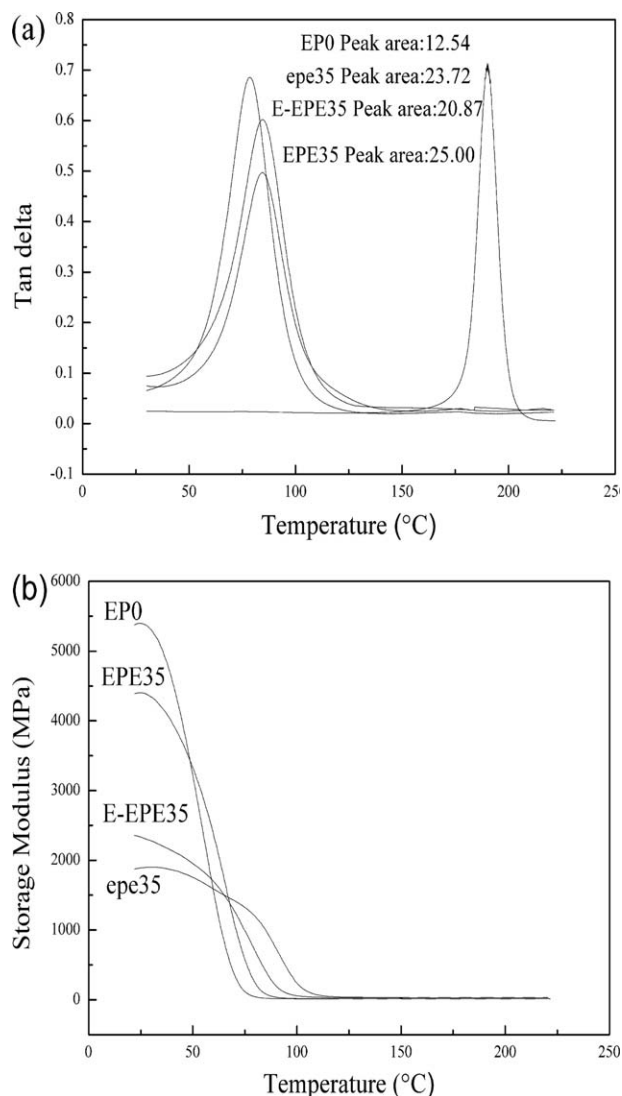 (a)
EP0 Peak area:12.54
epe35 Peak area:23.72
E-EPE35 Peak area:20.87
EPE35 Peak area:25.00
0.8
0.7
0.6
0.5
0.4
0.3
0.2
0.1
0.0
-0.1
Tan delta
0 50 100 150 200 250
Temperature (°C)
(b)
6000
5000
4000
3000
2000
1000
0
Storage Modulus (MPa)
EP0
EPE35
E-EPE35
epe35
0 50 100 150 200 250
Temperature (°C)